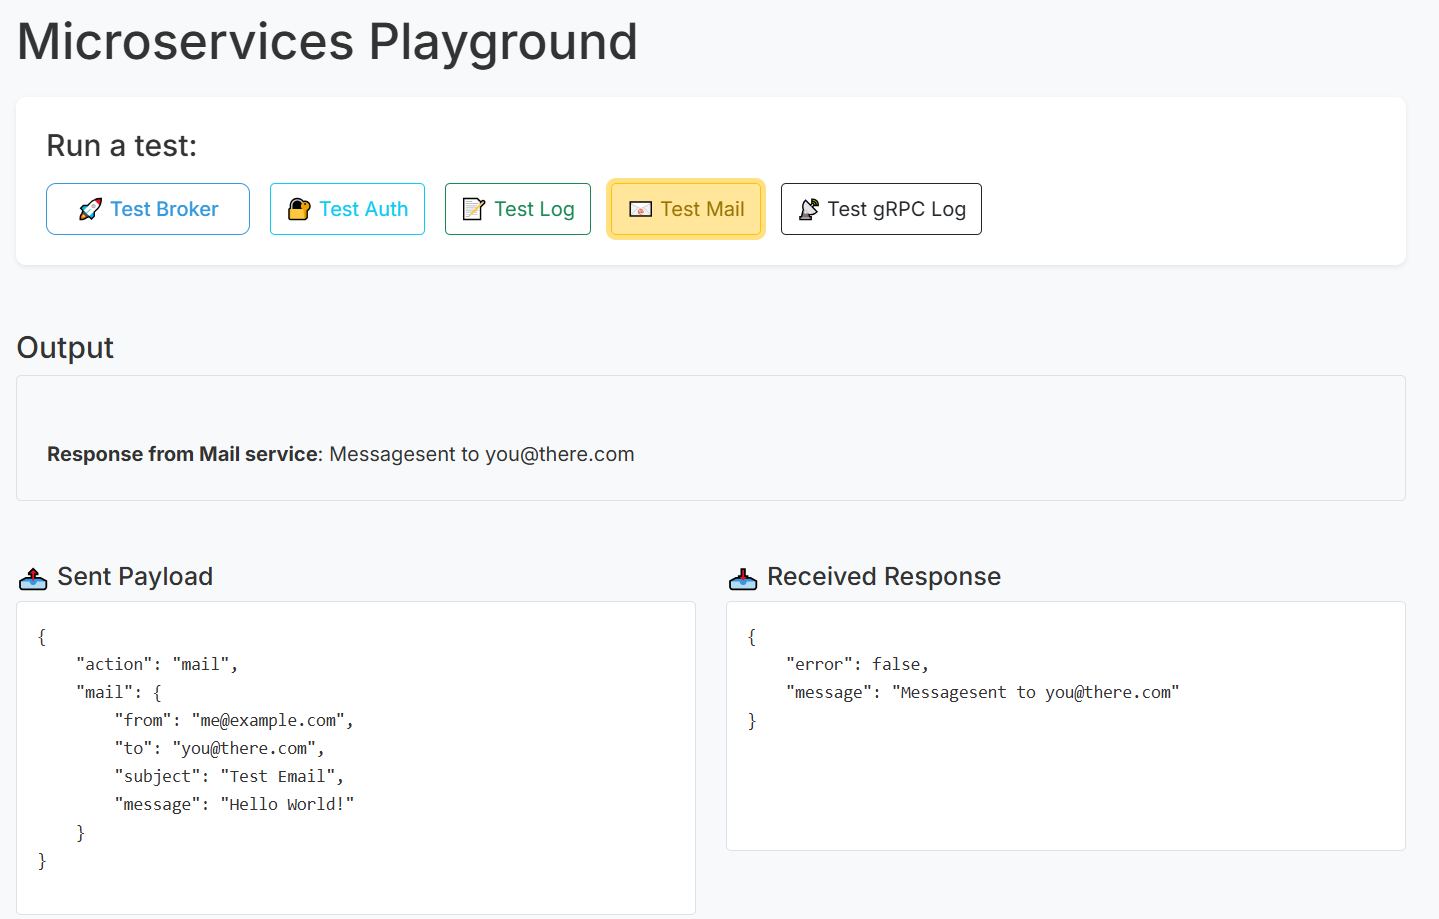 Microservices Playground
Run a test:
🚀 Test Broker
🔐 Test Auth
📝 Test Log
📧 Test Mail
📡 Test gRPC Log
Output
Response from Mail service: Messagesent to you@there.com
📤 Sent Payload
{
    "action": "mail",
    "mail": {
        "from": "me@example.com",
        "to": "you@there.com",
        "subject": "Test Email",
        "message": "Hello World!"
    }
}
📥 Received Response
{
    "error": false,
    "message": "Messagesent to you@there.com"
}